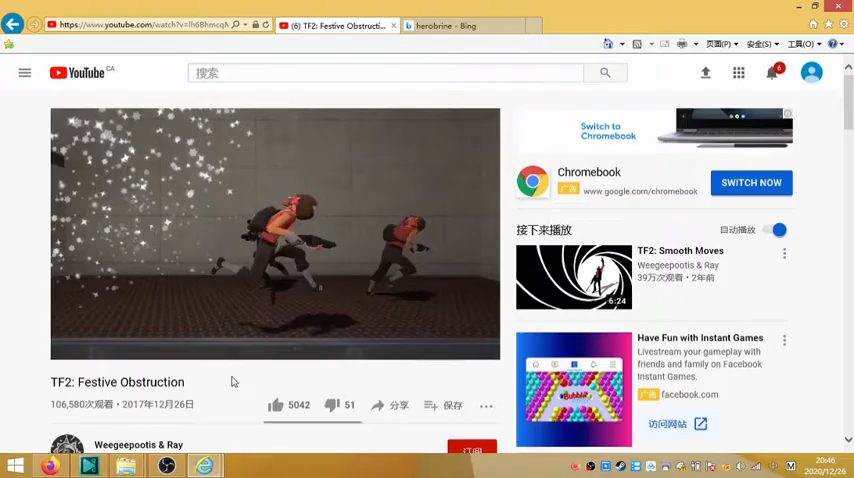 https://www.youtube.com/watch?v=lh6Bhmcq
(6) TF2: Festive Obstructi...
herobrine - Bing
页面(P)
安全(S)
工具(O)
YouTube CA
搜索
6
Switch to
Chromebook
Chromebook
广告 www.google.com/chromebook
SWITCH NOW
接下来播放
自动播放
TF2: Smooth Moves
Weegeepootis & Ray
39万次观看 • 2年前
6:24
Have Fun with Instant Games
Livestream your gameplay with
friends and family on Facebook
Instant Games.
广告 facebook.com
访问网站
Bubble
TF2: Festive Obstruction
106,580次观看 • 2017年12月26日
5042
51
分享
保存
Weegeepootis & Ray
订阅
中
M
20:46
2020/12/26